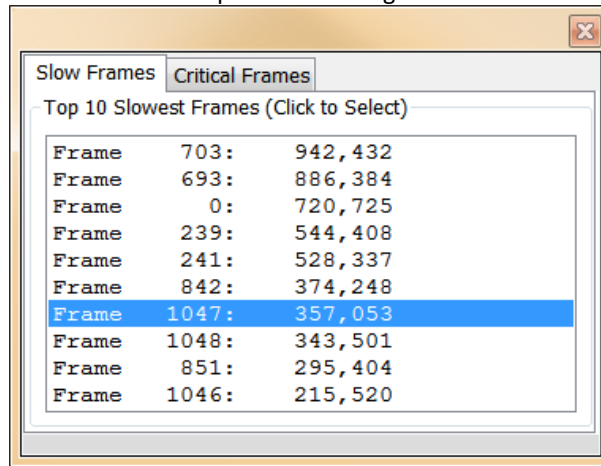 Slow Frames Critical Frames
Top 10 Slowest Frames (Click to Select)
Frame 703: 942,432
Frame 693: 886,384
Frame 0: 720,725
Frame 239: 544,408
Frame 241: 528,337
Frame 842: 374,248
Frame 1047: 357,053
Frame 1048: 343,501
Frame 851: 295,404
Frame 1046: 215,520